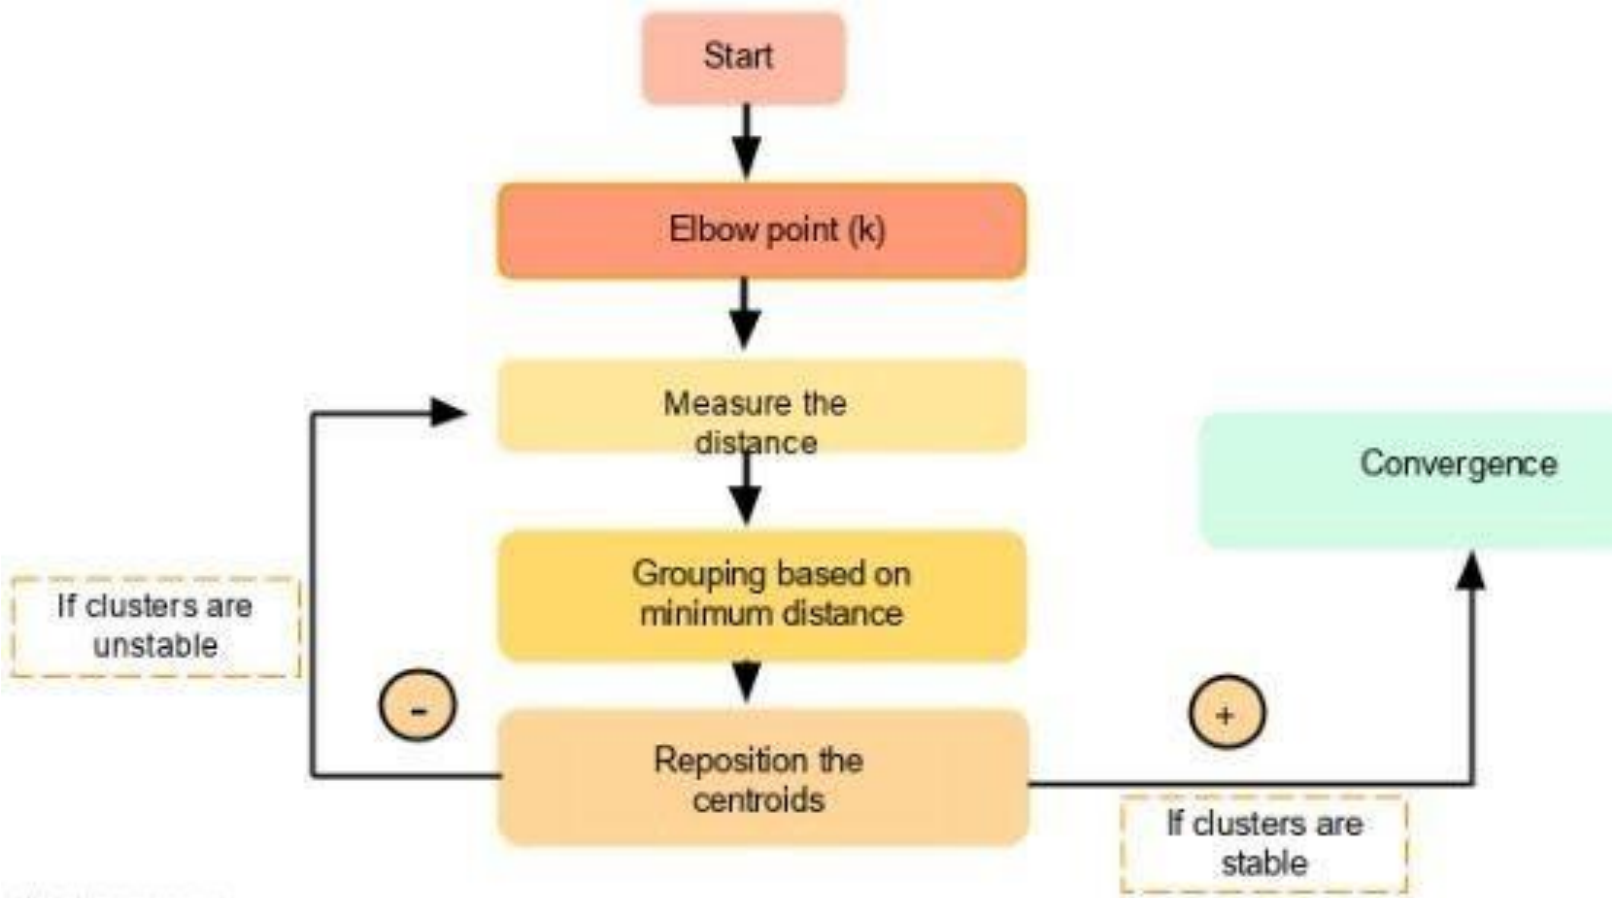 Start
Elbow point (k)
Measure the
distance
Convergence
Grouping based on
minimum distance
If clusters are
unstable
-
+
Reposition the
centroids
If clusters are
stable